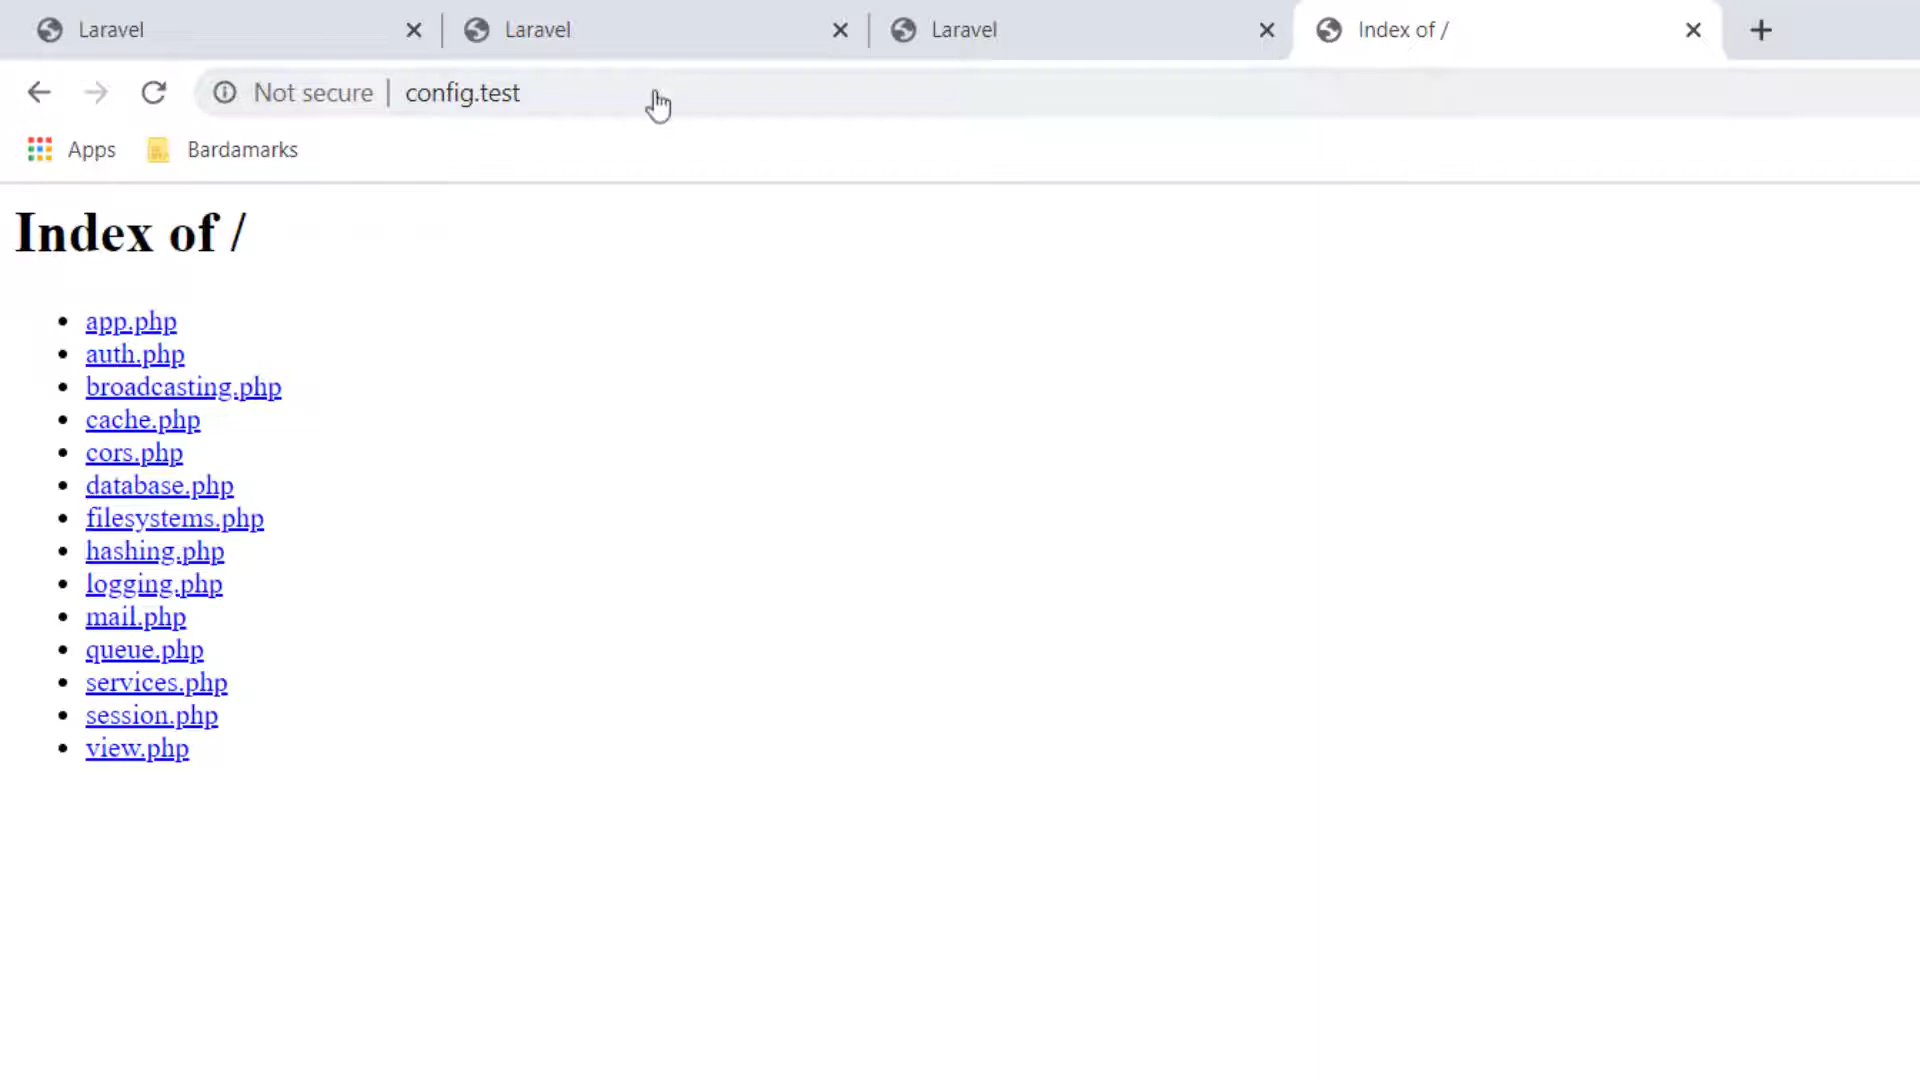 Laravel Laravel Laravel Index of /
Not secure | config.test
Apps Bardamarks
Index of /
app.php
auth.php
broadcasting.php
cache.php
cors.php
database.php
filesystems.php
hashing.php
logging.php
mail.php
queue.php
services.php
session.php
view.php